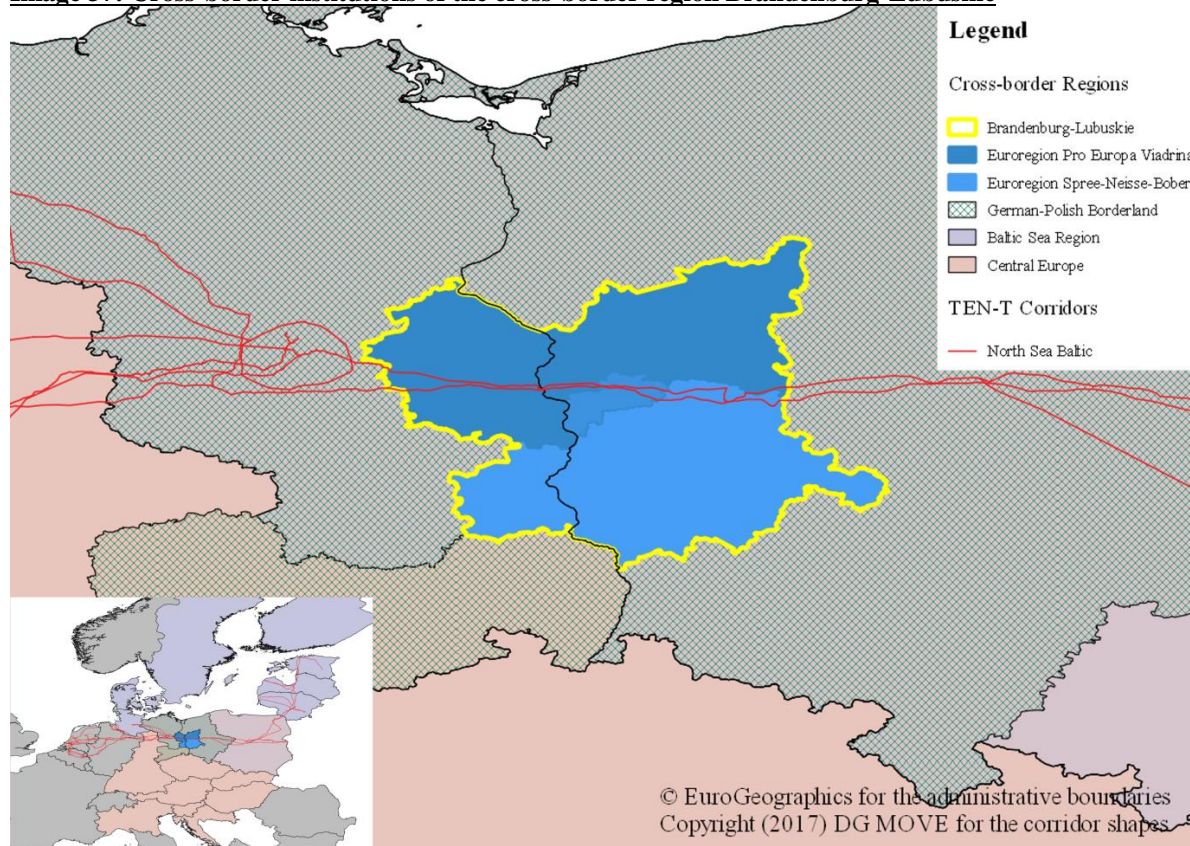 Image 37: Cross-border institutions of the cross-border region Brandenburg-Lubuskie
Legend
Cross-border Regions
Brandenburg-Lubuskie
Euroregion Pro Europa Viadrina
Euroregion Spree-Neisse-Bober
German-Polish Borderland
Baltic Sea Region
Central Europe
TEN-T Corridors
North Sea Baltic
© EuroGeographics for the administrative boundaries
Copyright (2017) DG MOVE for the corridor shapes